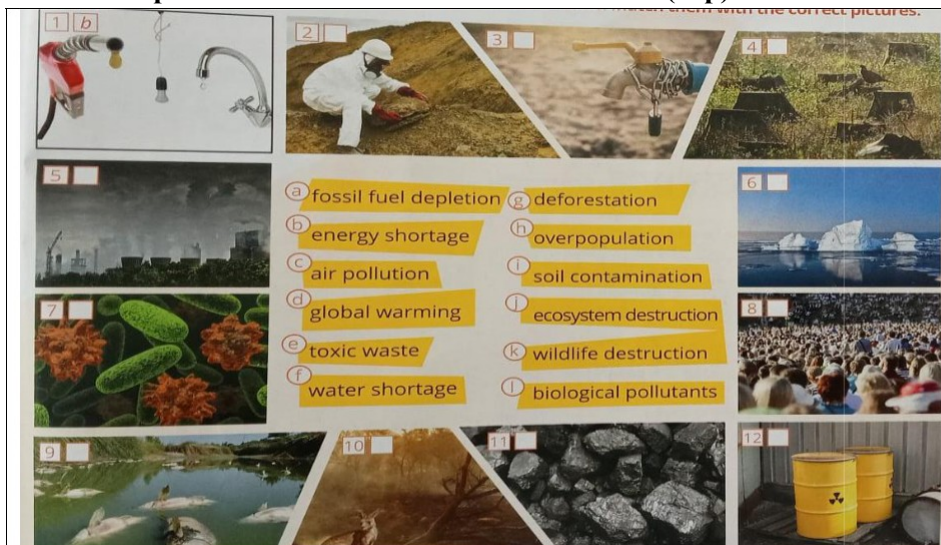 match them with the correct pictures.
1 b
2
3
4
5
6
a fossil fuel depletion
g deforestation
b energy shortage
h overpopulation
c air pollution
i soil contamination
d global warming
j ecosystem destruction
e toxic waste
k wildlife destruction
f water shortage
l biological pollutants
7
8
9
10
11
12